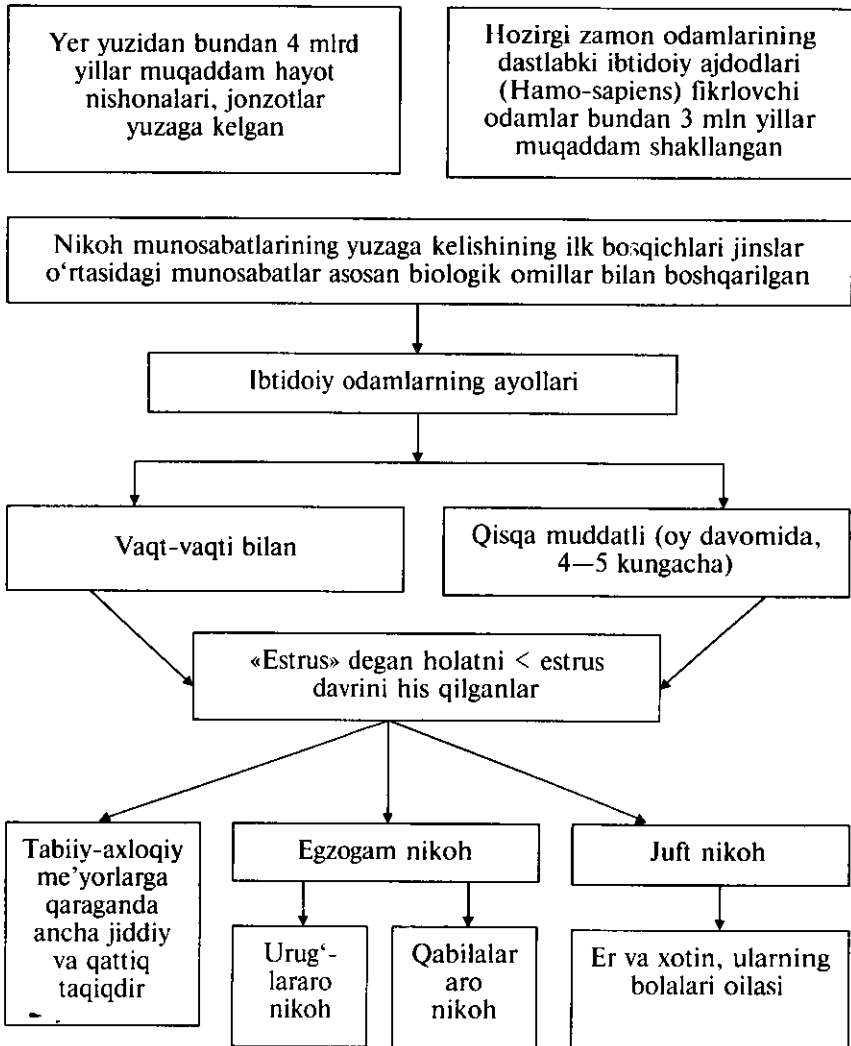 Yer yuzidan bundan 4 mlrd
yillar muqaddam hayot
nishonalari, jonzotlar
yuzaga kelgan
Hozirgi zamon odamlarining
dastlabki ibtidoiy ajdodlari
(Hamo-sapiens) fikrlovchi
odamlar bundan 3 mln yillar
muqaddam shakllangan
Nikoh munosabatlarining yuzaga kelishining ilk bosqichlari jinslar
o‘rtasidagi munosabatlar asosan biologik omillar bilan boshqarilgan
Ibtidoiy odamlarning ayollari
Vaqt-vaqti bilan
Qisqa muddatli (oy davomida,
4—5 kungacha)
«Estrus» degan holatni < estrus
davrini his qilganlar
Tabiiy-axloqiy
me’yorlarga
qaraganda
ancha jiddiy
va qattiq
taqiqdir
Egzogam nikoh
Urug‘-
lararo
nikoh
Qabilalar
aro
nikoh
Juft nikoh
Er va xotin, ularning
bolalari oilasi